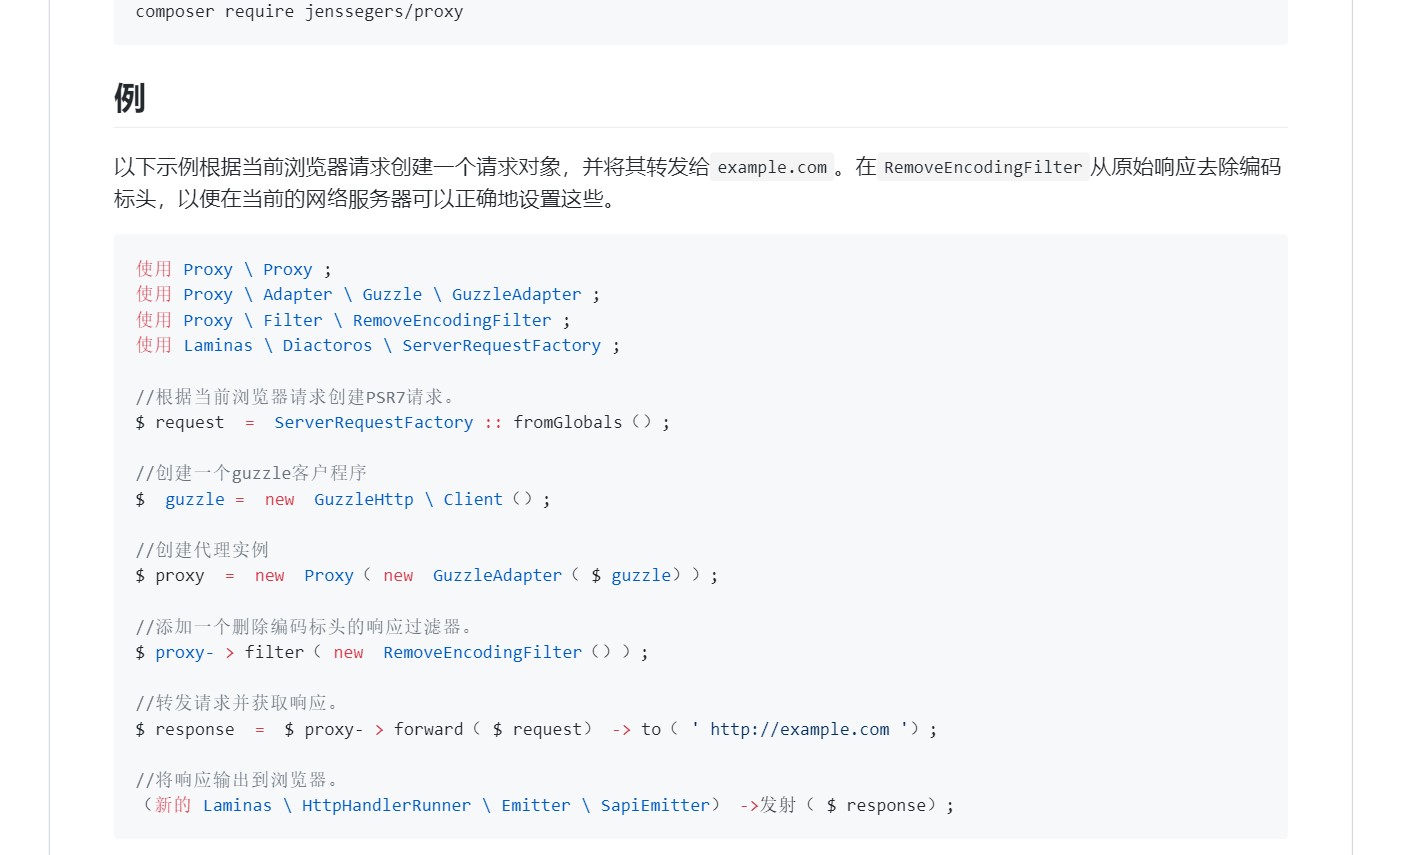 composer require jenssegers/proxy
例
以下示例根据当前浏览器请求创建一个请求对象，并将其转发给 example.com 。在 RemoveEncodingFilter 从原始响应去除编码
标头，以便在当前的网络服务器可以正确地设置这些。
使用 Proxy \ Proxy ;
使用 Proxy \ Adapter \ Guzzle \ GuzzleAdapter ;
使用 Proxy \ Filter \ RemoveEncodingFilter ;
使用 Laminas \ Diactoros \ ServerRequestFactory ;
//根据当前浏览器请求创建PSR7请求。
$ request  =  ServerRequestFactory :: fromGlobals（）;
//创建一个guzzle客户程序
$  guzzle =  new  GuzzleHttp \ Client（）;
//创建代理实例
$ proxy  =  new  Proxy（ new  GuzzleAdapter（ $ guzzle））;
//添加一个删除编码标头的响应过滤器。
$ proxy- > filter（ new  RemoveEncodingFilter（））;
//转发请求并获取响应。
$ response  =  $ proxy- > forward（ $ request） -> to（ ' http://example.com '）;
//将响应输出到浏览器。
（新的 Laminas \ HttpHandlerRunner \ Emitter \ SapiEmitter） ->发射（ $ response）;